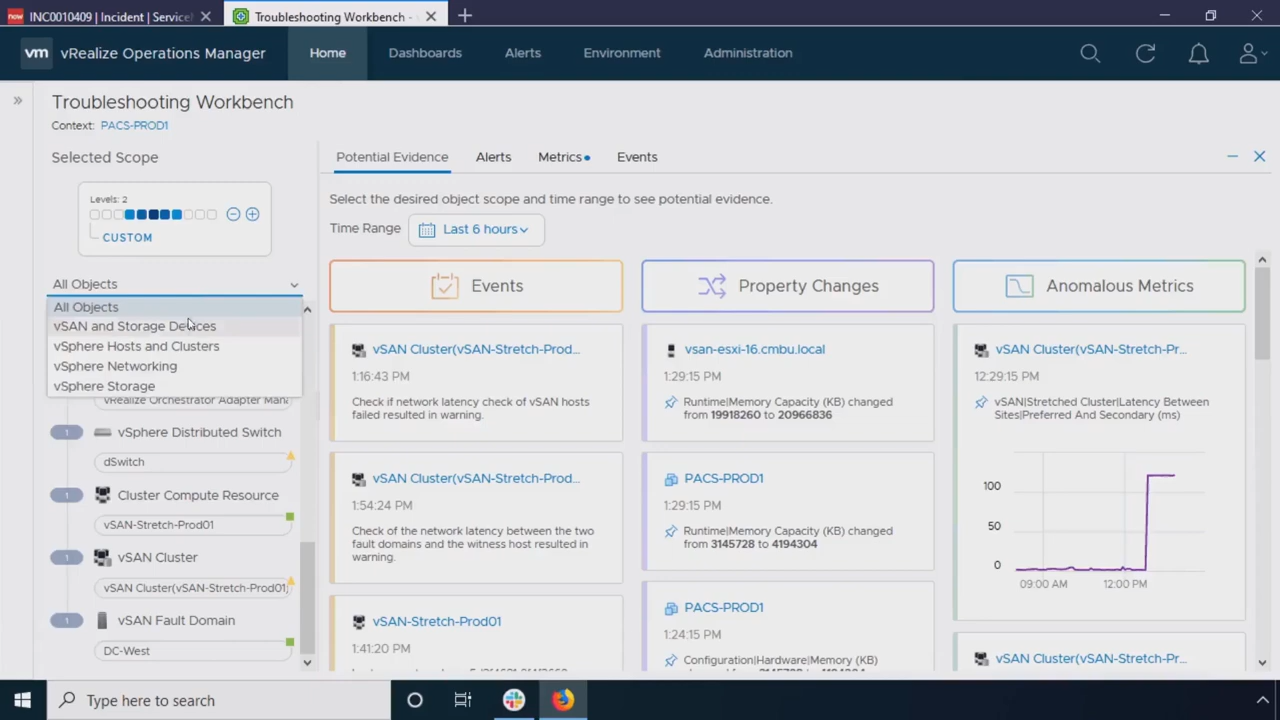 INC0010409 | Incident | Service
Troubleshooting Workbench -
vm vRealize Operations Manager
Home
Dashboards
Alerts
Environment
Administration
Troubleshooting Workbench
Context: PACS-PROD1
Selected Scope
Levels: 2
CUSTOM
All Objects
All Objects
vSAN and Storage Devices
vSphere Hosts and Clusters
vSphere Networking
vSphere Storage
vRealize Orchestrator Adapter Mana
1 vSphere Distributed Switch
dSwitch
1 Cluster Compute Resource
vSAN-Stretch-Prod01
1 vSAN Cluster
vSAN Cluster(vSAN-Stretch-Prod01)
1 vSAN Fault Domain
DC-West
Potential Evidence
Alerts
Metrics
Events
Select the desired object scope and time range to see potential evidence.
Time Range
Last 6 hours
Events
vSAN Cluster(vSAN-Stretch-Prod...
1:16:43 PM
Check if network latency check of vSAN hosts
failed resulted in warning.
vSAN Cluster(vSAN-Stretch-Prod...
1:54:24 PM
Check of the network latency between the two
fault domains and the witness host resulted in
warning.
vSAN-Stretch-Prod01
1:41:20 PM
Property Changes
vsan-esxi-16.cmbu.local
1:29:15 PM
Runtime|Memory Capacity (KB) changed
from 19918260 to 20966836
PACS-PROD1
1:29:15 PM
Runtime|Memory Capacity (KB) changed
from 3145728 to 4194304
PACS-PROD1
1:24:15 PM
Configuration|Hardware|Memory (KB)
Anomalous Metrics
vSAN Cluster(vSAN-Stretch-Pr...
12:29:15 PM
vSAN|Stretched Cluster|Latency Between
Sites|Preferred And Secondary (ms)
100
50
0
09:00 AM
12:00 PM
vSAN Cluster(vSAN-Stretch-Pr...
Type here to search